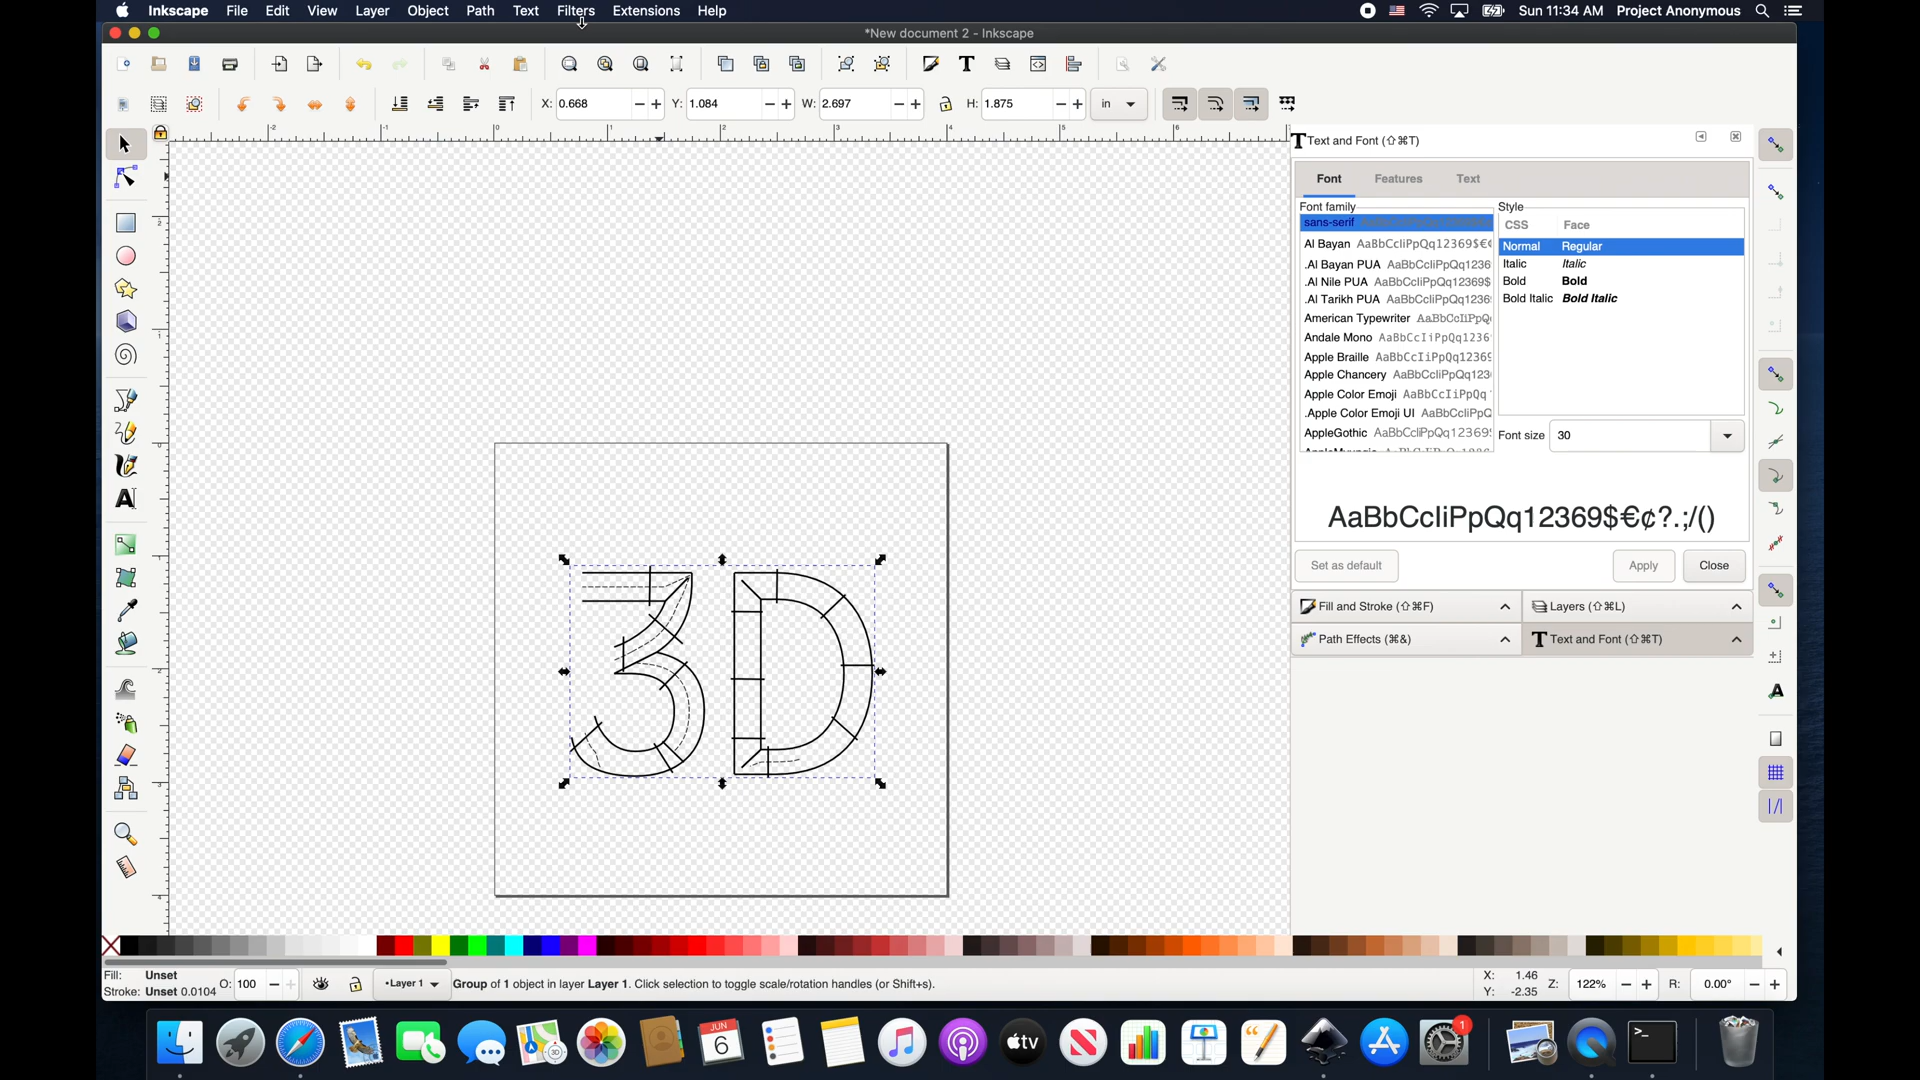 Inkscape File Edit View Layer Object Path Text Filters Extensions Help Sun 11:34 AM Project Anonymous
*New document 2 - Inkscape
X: 0.668 Y: 1.084 W: 2.697 H: 1.875 in
Text and Font (⇧⌘T)
Font Features Text
Font family
sans-serif
Al Bayan AaBbCcIiPpQq12369$€
.Al Bayan PUA AaBbCcIiPpQq1236
.Al Nile PUA AaBbCcIiPpQq12369$
.Al Tarikh PUA AaBbCcIiPpQq1236
American Typewriter AaBbCcIiPpQ
Andale Mono AaBbCcIiPpQq1236
Apple Braille AaBbCcIiPpQq12369
Apple Chancery AaBbCcIiPpQq123
Apple Color Emoji AaBbCcIiPpQq
.Apple Color Emoji UI AaBbCcIiPpQ
AppleGothic AaBbCcIiPpQq12369
Style
CSS Face
Normal Regular
Italic Italic
Bold Bold
Bold Italic Bold Italic
Font size 30
AaBbCcIiPpQq12369$€¢?.;/()
Set as default Apply Close
Fill and Stroke (⇧⌘F) Layers (⇧⌘L)
Path Effects (⌘&) Text and Font (⇧⌘T)
3D
Fill: Unset
Stroke: Unset 0.0104 O: 100
•Layer 1
Group of 1 object in layer Layer 1. Click selection to toggle scale/rotation handles (or Shift+s).
X: 1.46
Y: -2.35
Z: 122% R: 0.00°
JUN
6
tv
1